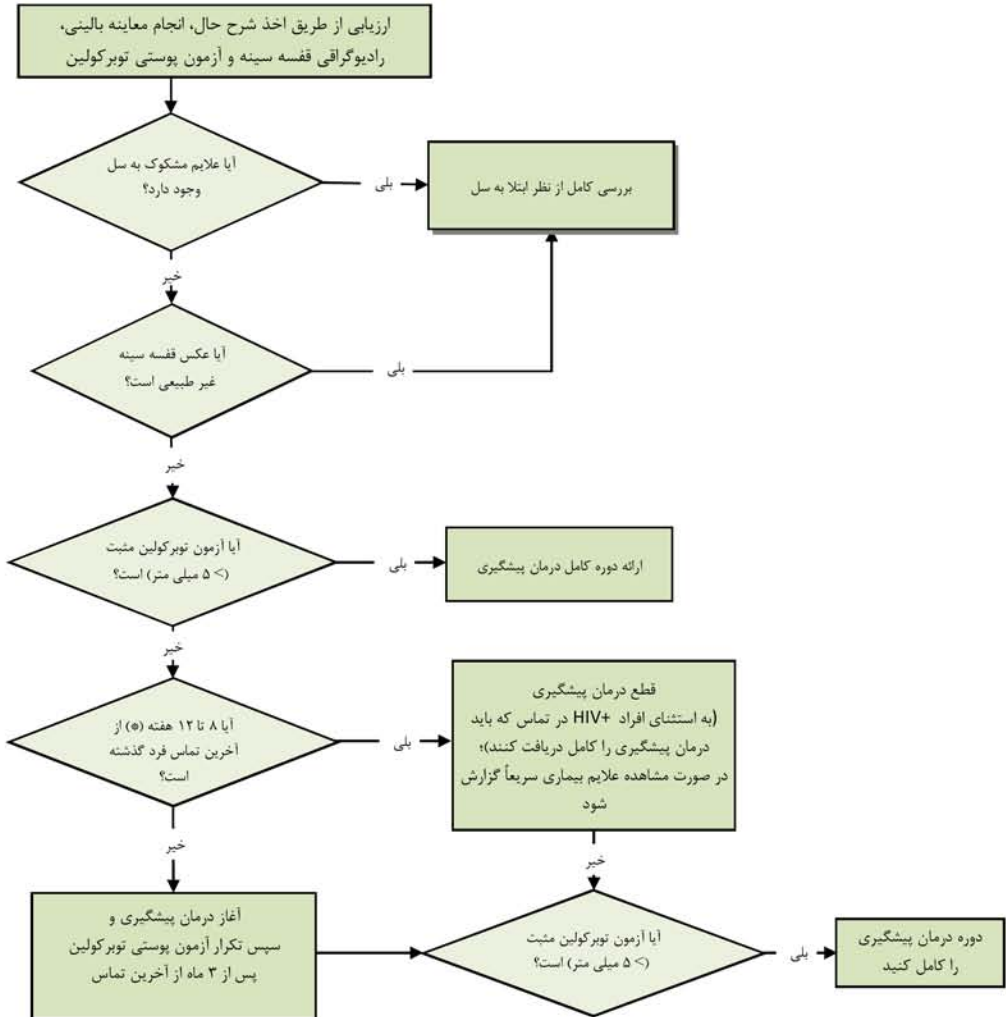 ارزیابی از طریق اخذ شرح حال، انجام معاینه بالینی،
رادیوگراقی قفسه سینه و آزمون پوستی توبرکولین
آیا علایم مشکوک به سل
وجود دارد؟
بلی
بررسی کامل از نظر ابتلا به سل
خیر
آیا عکس قفسه سینه
غیر طبیعی است؟
بلی
خیر
آیا آزمون توبرکولین مثبت
(> ۵ میلی متر) است؟
بلی
ارائه دوره کامل درمان پیشگیری
خیر
آیا ۸ تا ۱۲ هفته (*) از
آخرین تماس فرد گذشته
است؟
بلی
قطع درمان پیشگیری
(به استثنای افراد HIV+ در تماس که باید
درمان پیشگیری را کامل دریافت کنند)؛
در صورت مشاهده علایم بیماری سریعاً گزارش
شود
خیر
خیر
آغاز درمان پیشگیری و
سپس تکرار آزمون پوستی توبرکولین
پس از ۳ ماه از آخرین تماس
آیا آزمون توبرکولین مثبت
(> ۵ میلی متر) است؟
بلی
دوره درمان پیشگیری
را کامل کنید